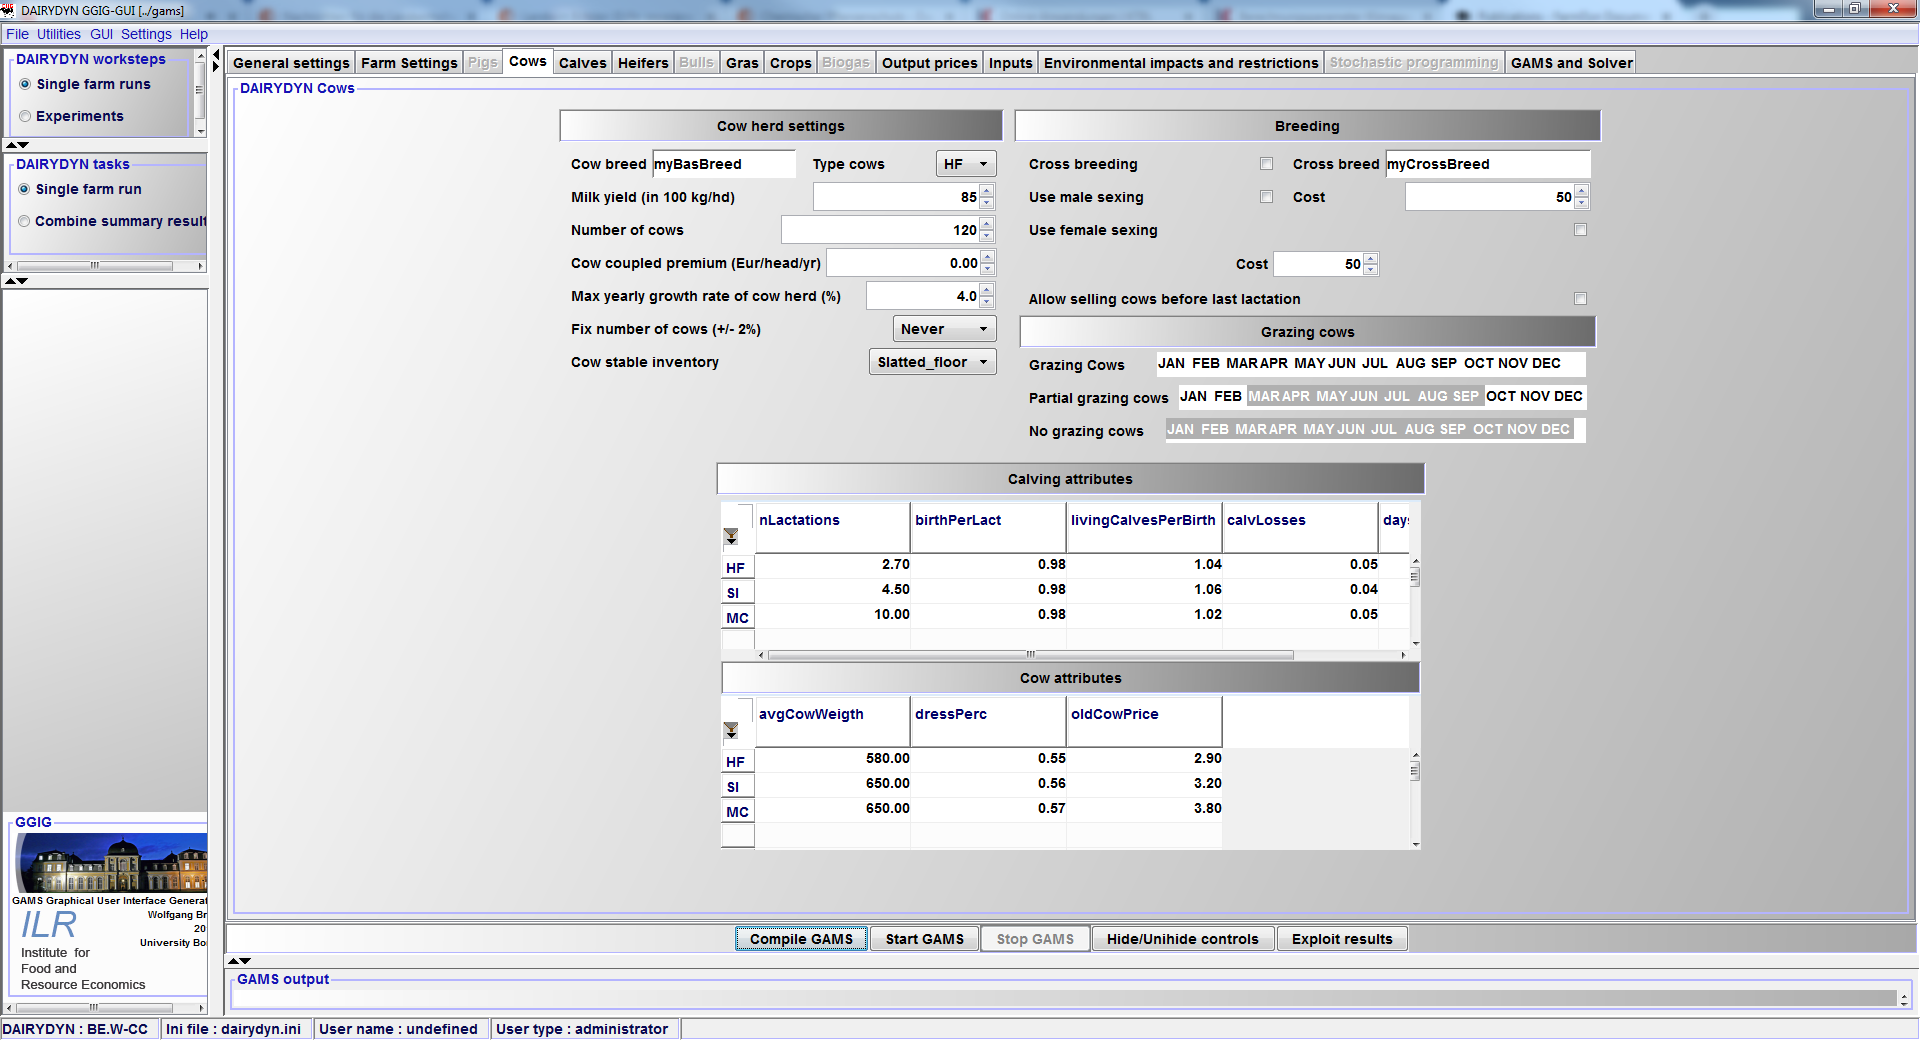 DAIRYDYN GGIG-GUI [../gams]
File Utilities GUI Settings Help
DAIRYDYN worksteps
Single farm runs
Experiments
DAIRYDYN tasks
Single farm run
Combine summary result
General settings Farm Settings Pigs Cows Calves Heifers Bulls Gras Crops Biogas Output prices Inputs Environmental impacts and restrictions Stochastic programming GAMS and Solver
DAIRYDYN Cows
Cow herd settings
Cow breed myBasBreed Type cows HF
Milk yield (in 100 kg/hd) 85
Number of cows 120
Cow coupled premium (Eur/head/yr) 0.00
Max yearly growth rate of cow herd (%) 4.0
Fix number of cows (+/- 2%) Never
Cow stable inventory Slatted_floor
Breeding
Cross breeding Cross breed myCrossBreed
Use male sexing Cost 50
Use female sexing
Cost 50
Allow selling cows before last lactation
Grazing cows
Grazing Cows JAN FEB MAR APR MAY JUN JUL AUG SEP OCT NOV DEC
Partial grazing cows JAN FEB MAR APR MAY JUN JUL AUG SEP OCT NOV DEC
No grazing cows JAN FEB MAR APR MAY JUN JUL AUG SEP OCT NOV DEC
Calving attributes
nLactations birthPerLact livingCalvesPerBirth calvLosses day
HF 2.70 0.98 1.04 0.05
SI 4.50 0.98 1.06 0.04
MC 10.00 0.98 1.02 0.05
Cow attributes
avgCowWeigth dressPerc oldCowPrice
HF 580.00 0.55 2.90
SI 650.00 0.56 3.20
MC 650.00 0.57 3.80
GGIG
GAMS Graphical User Interface Generat
Wolfgang Br
20
University Bo
ILR
Institute for
Food and
Resource Economics
Compile GAMS Start GAMS Stop GAMS Hide/Unihide controls Exploit results
GAMS output
DAIRYDYN : BE.W-CC Ini file : dairydyn.ini User name : undefined User type : administrator